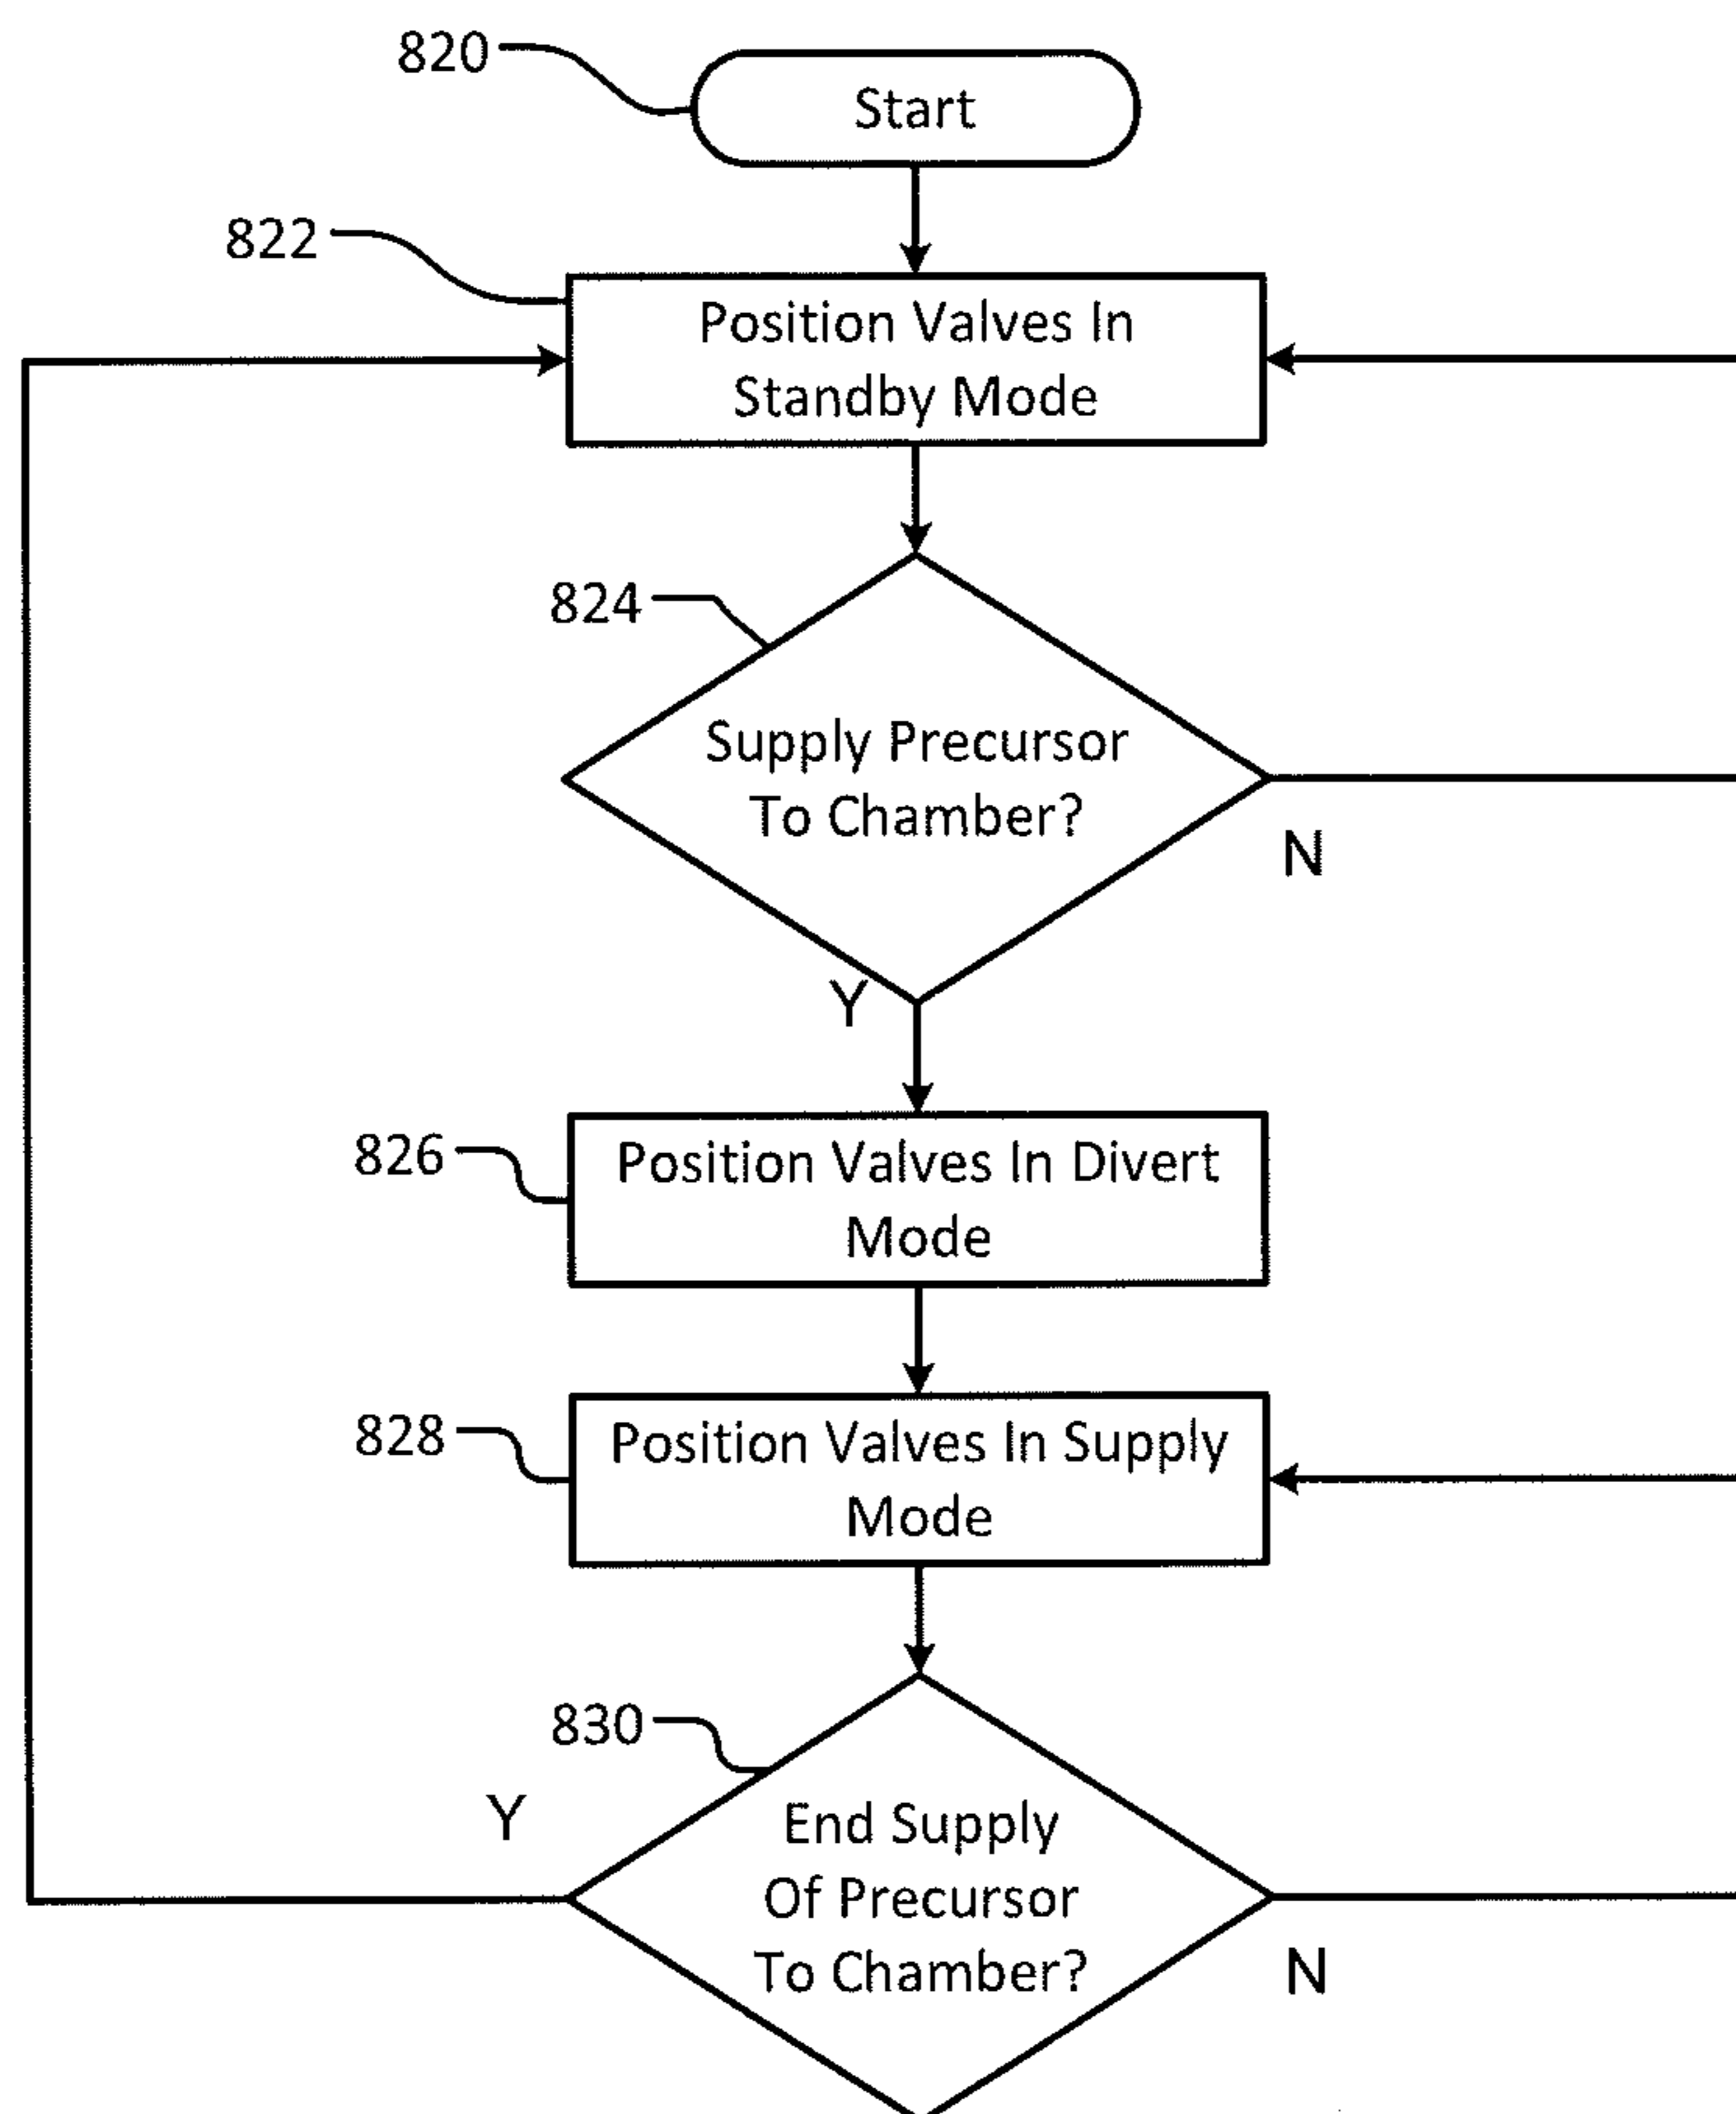 820
Start
822
Position Valves In
Standby Mode
824
Supply Precursor
To Chamber?
N
Y
826
Position Valves In Divert
Mode
828
Position Valves In Supply
Mode
830
Y
End Supply
Of Precursor
To Chamber?
N